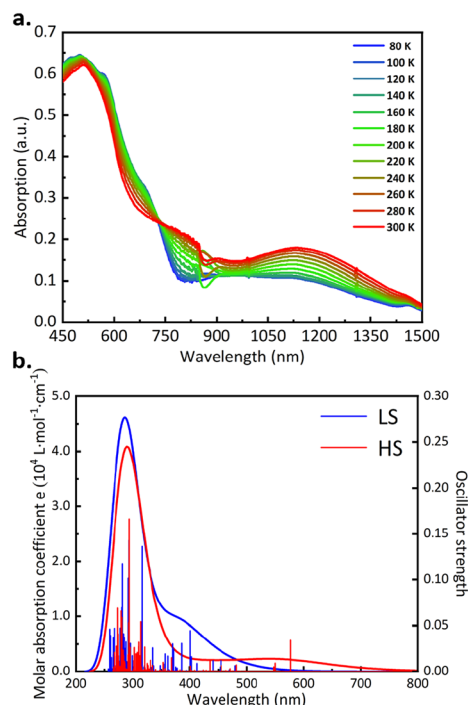 a.
0.7
0.6
0.5
0.4
0.3
0.2
0.1
0.0
Absorption (a.u.)
80 K
100 K
120 K
140 K
160 K
180 K
200 K
220 K
240 K
260 K
280 K
300 K
450 600 750 900 1050 1200 1350 1500
Wavelength (nm)
b.
5.0
4.0
3.0
2.0
1.0
0.0
Molar absorption coefficient e (10⁴ L·mol⁻¹·cm⁻¹)
LS
HS
0.30
0.25
0.20
0.15
0.10
0.05
0.00
Oscillator strength
200 300 400 500 600 700 800
Wavelength (nm)